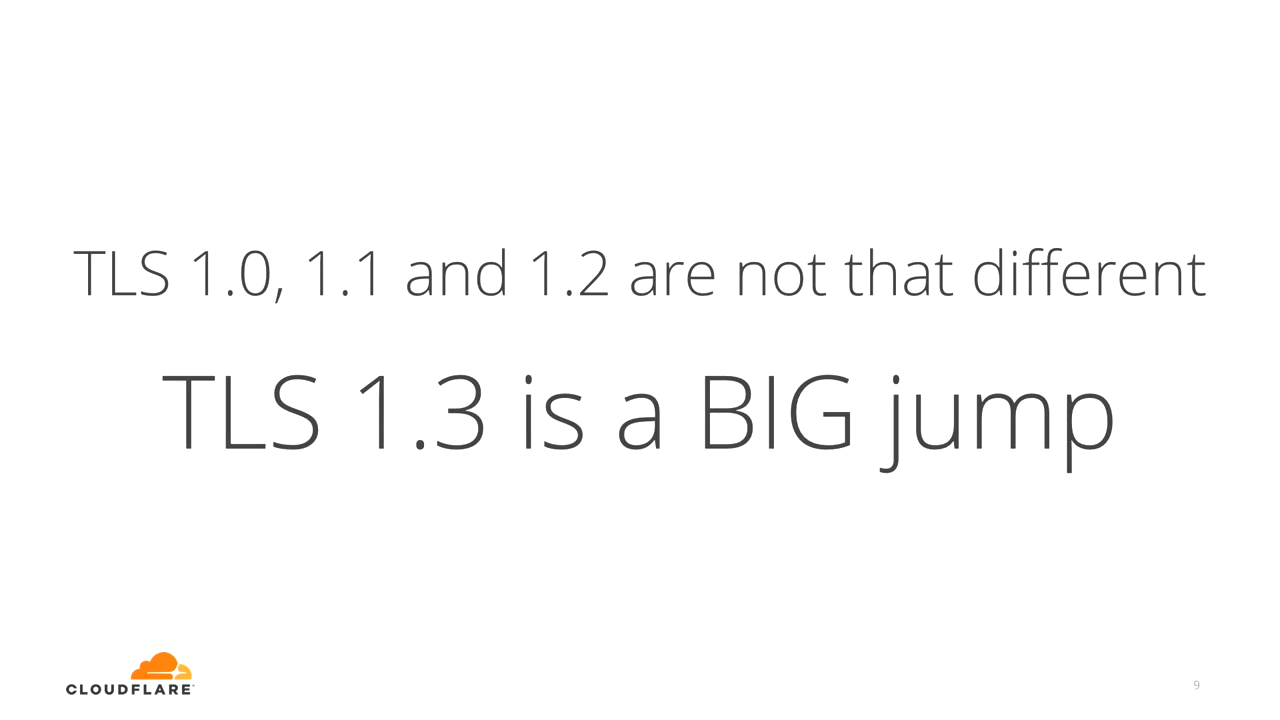 TLS 1.0, 1.1 and 1.2 are not that different
TLS 1.3 is a BIG jump
CLOUDFLARE
9